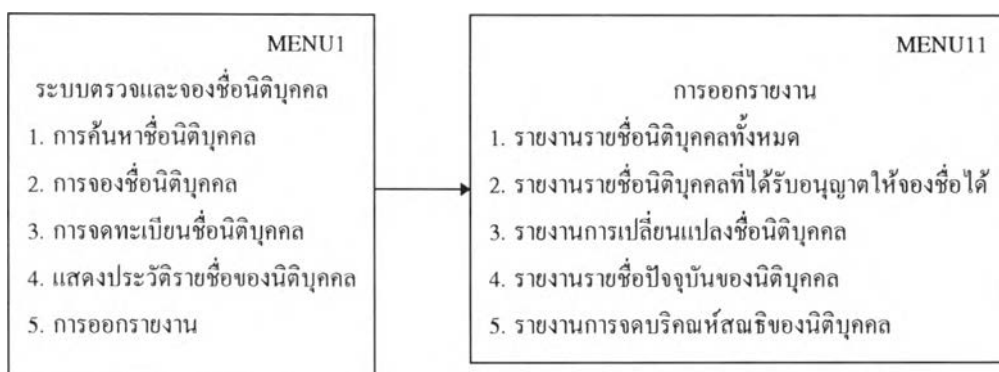 MENU1
ระบบตรวจและจองชื่อนิติบุคคล
1. การค้นหาชื่อนิติบุคคล
2. การจองชื่อนิติบุคคล
3. การจดทะเบียนชื่อนิติบุคคล
4. แสดงประวัติรายชื่อของนิติบุคคล
5. การออกรายงาน
MENU11
การออกรายงาน
1. รายงานรายชื่อนิติบุคคลทั้งหมด
2. รายงานรายชื่อนิติบุคคลที่ได้รับอนุญาตให้จองชื่อได้
3. รายงานการเปลี่ยนแปลงชื่อนิติบุคคล
4. รายงานรายชื่อปัจจุบันของนิติบุคคล
5. รายงานการจดบริคณห์สณธิของนิติบุคคล